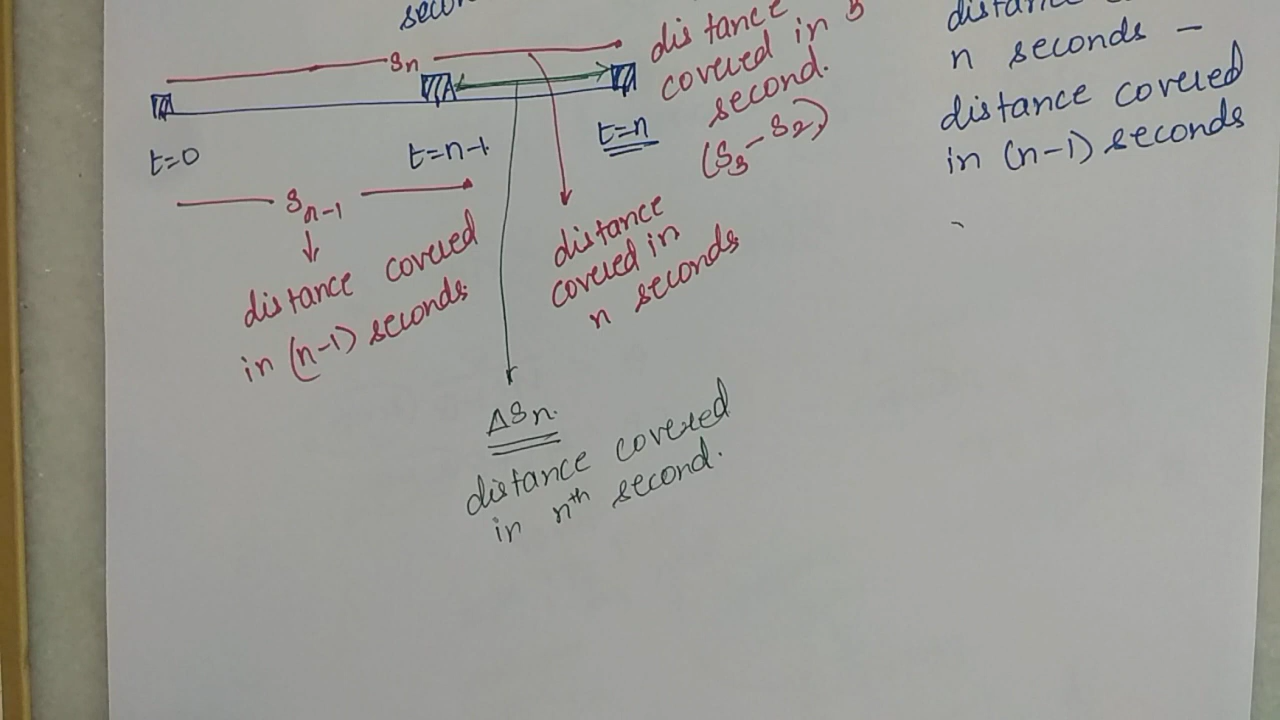 Sn
t=0
t=n-1
t=n
Sn-1
distance covered
in (n-1) seconds
distance
covered in
n seconds
ΔSn.
distance covered
in nth second.
distance
covered in 3
second.
(S3-S2)
n seconds -
distance covered
in (n-1) seconds